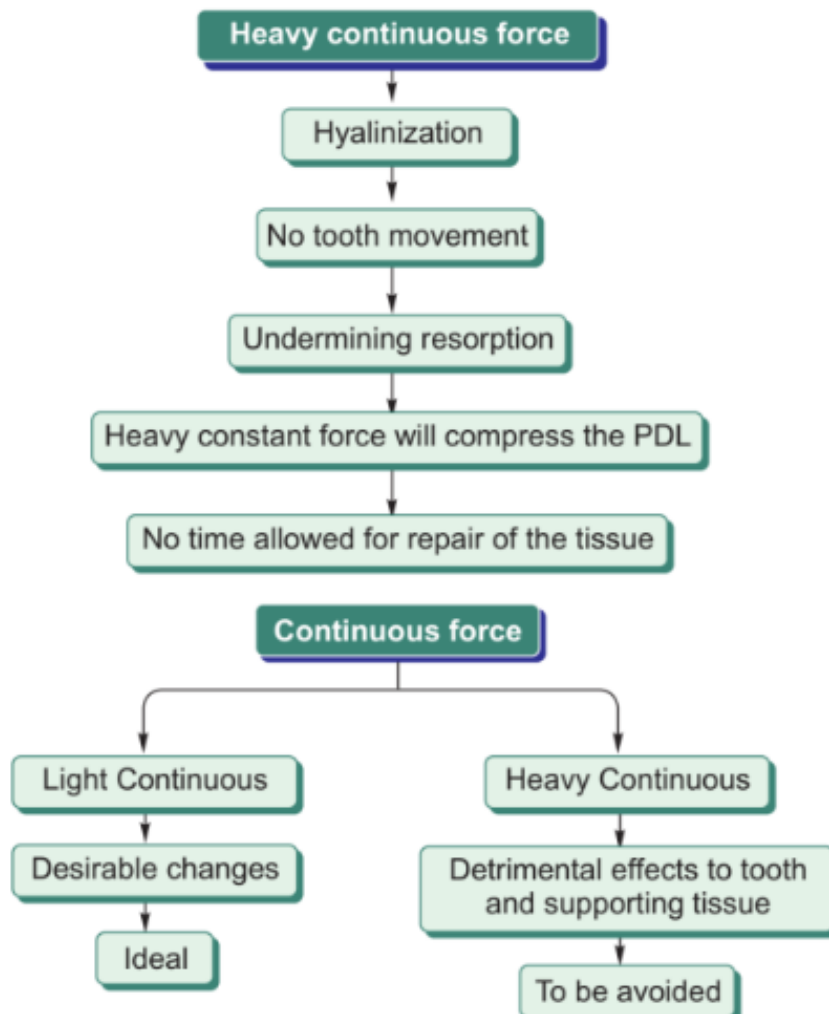 Heavy continuous force
Hyalinization
No tooth movement
Undermining resorption
Heavy constant force will compress the PDL
No time allowed for repair of the tissue
Continuous force
Light Continuous
Desirable changes
Ideal
Heavy Continuous
Detrimental effects to tooth
and supporting tissue
To be avoided